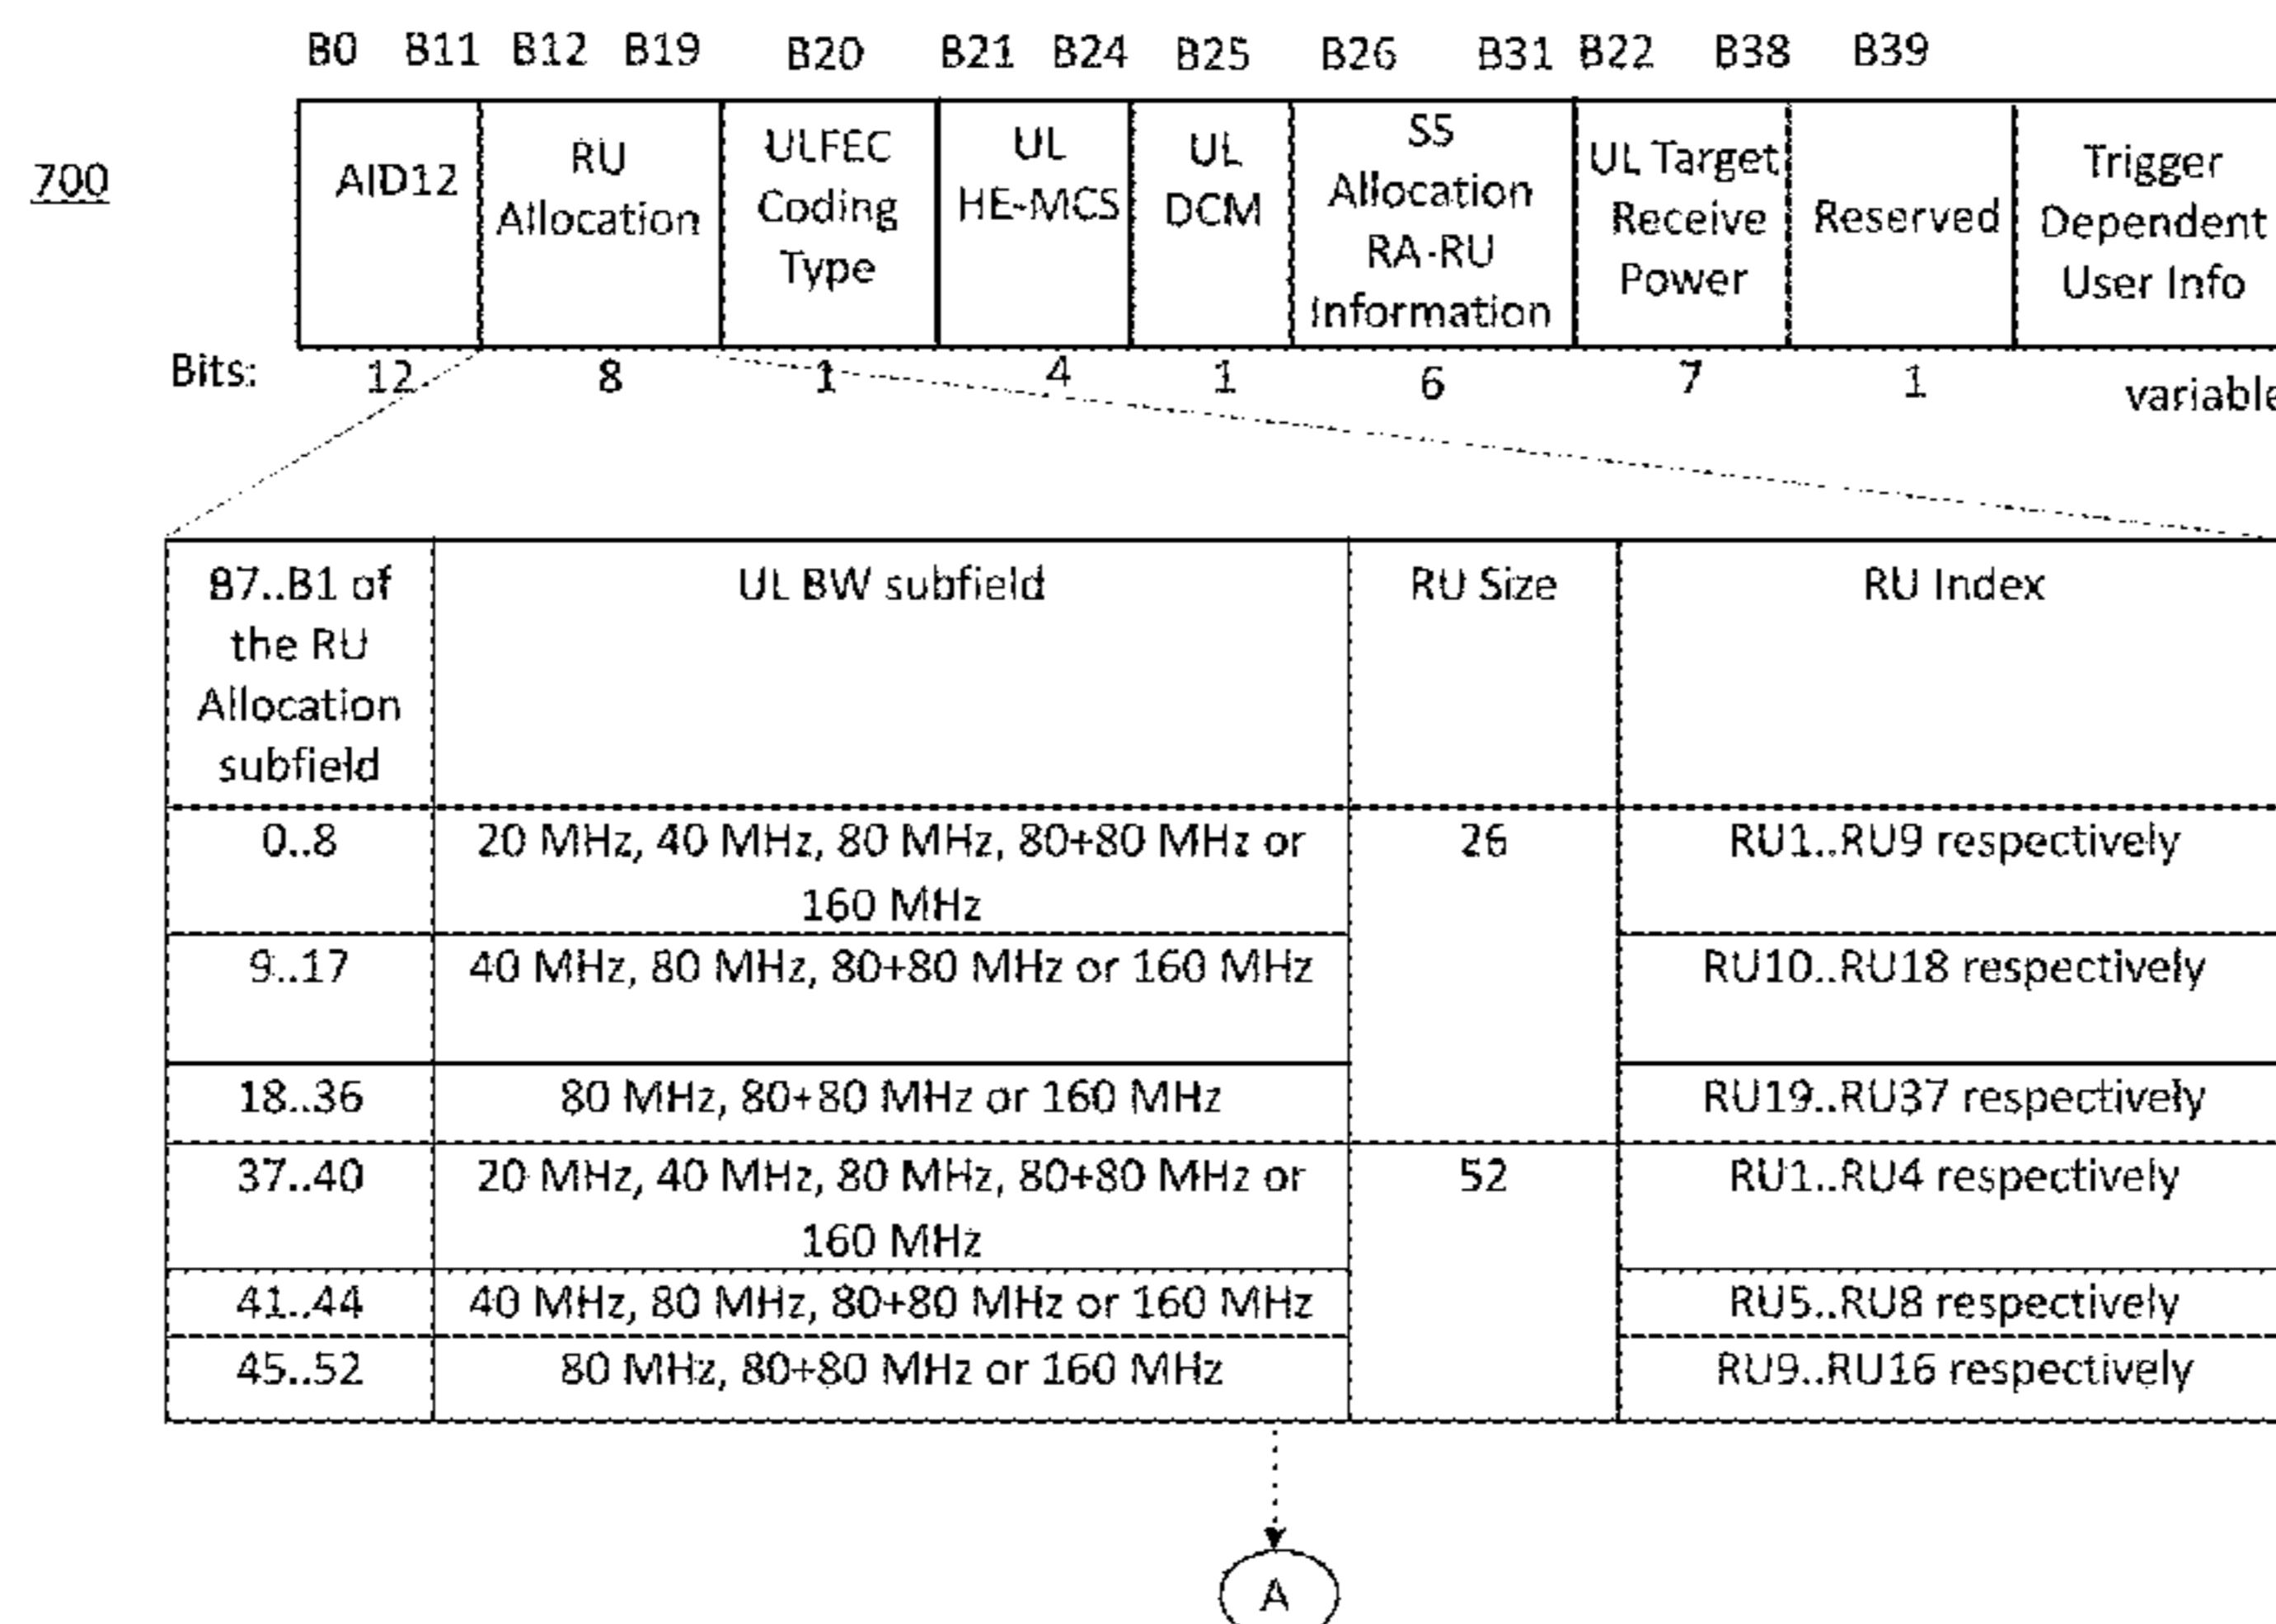 B0 B11 B12 B19 B20 B21 B24 B25 B26 B31 B22 B38 B39
700
AID12
RU
Allocation
ULFEC
Coding
Type
UL
HE-MCS
UL
DCM
SS
Allocation
RA-RU
Information
UL Target
Receive
Power
Reserved
Trigger
Dependent
User Info
Bits: 12 8 1 4 1 6 7 1 variable
B7..B1 of
the RU
Allocation
subfield
UL BW subfield
RU Size
RU Index
0..8
20 MHz, 40 MHz, 80 MHz, 80+80 MHz or
160 MHz
26
RU1..RU9 respectively
9..17
40 MHz, 80 MHz, 80+80 MHz or 160 MHz
RU10..RU18 respectively
18..36
80 MHz, 80+80 MHz or 160 MHz
RU19..RU37 respectively
37..40
20 MHz, 40 MHz, 80 MHz, 80+80 MHz or
160 MHz
52
RU1..RU4 respectively
41..44
40 MHz, 80 MHz, 80+80 MHz or 160 MHz
RU5..RU8 respectively
45..52
80 MHz, 80+80 MHz or 160 MHz
RU9..RU16 respectively
A